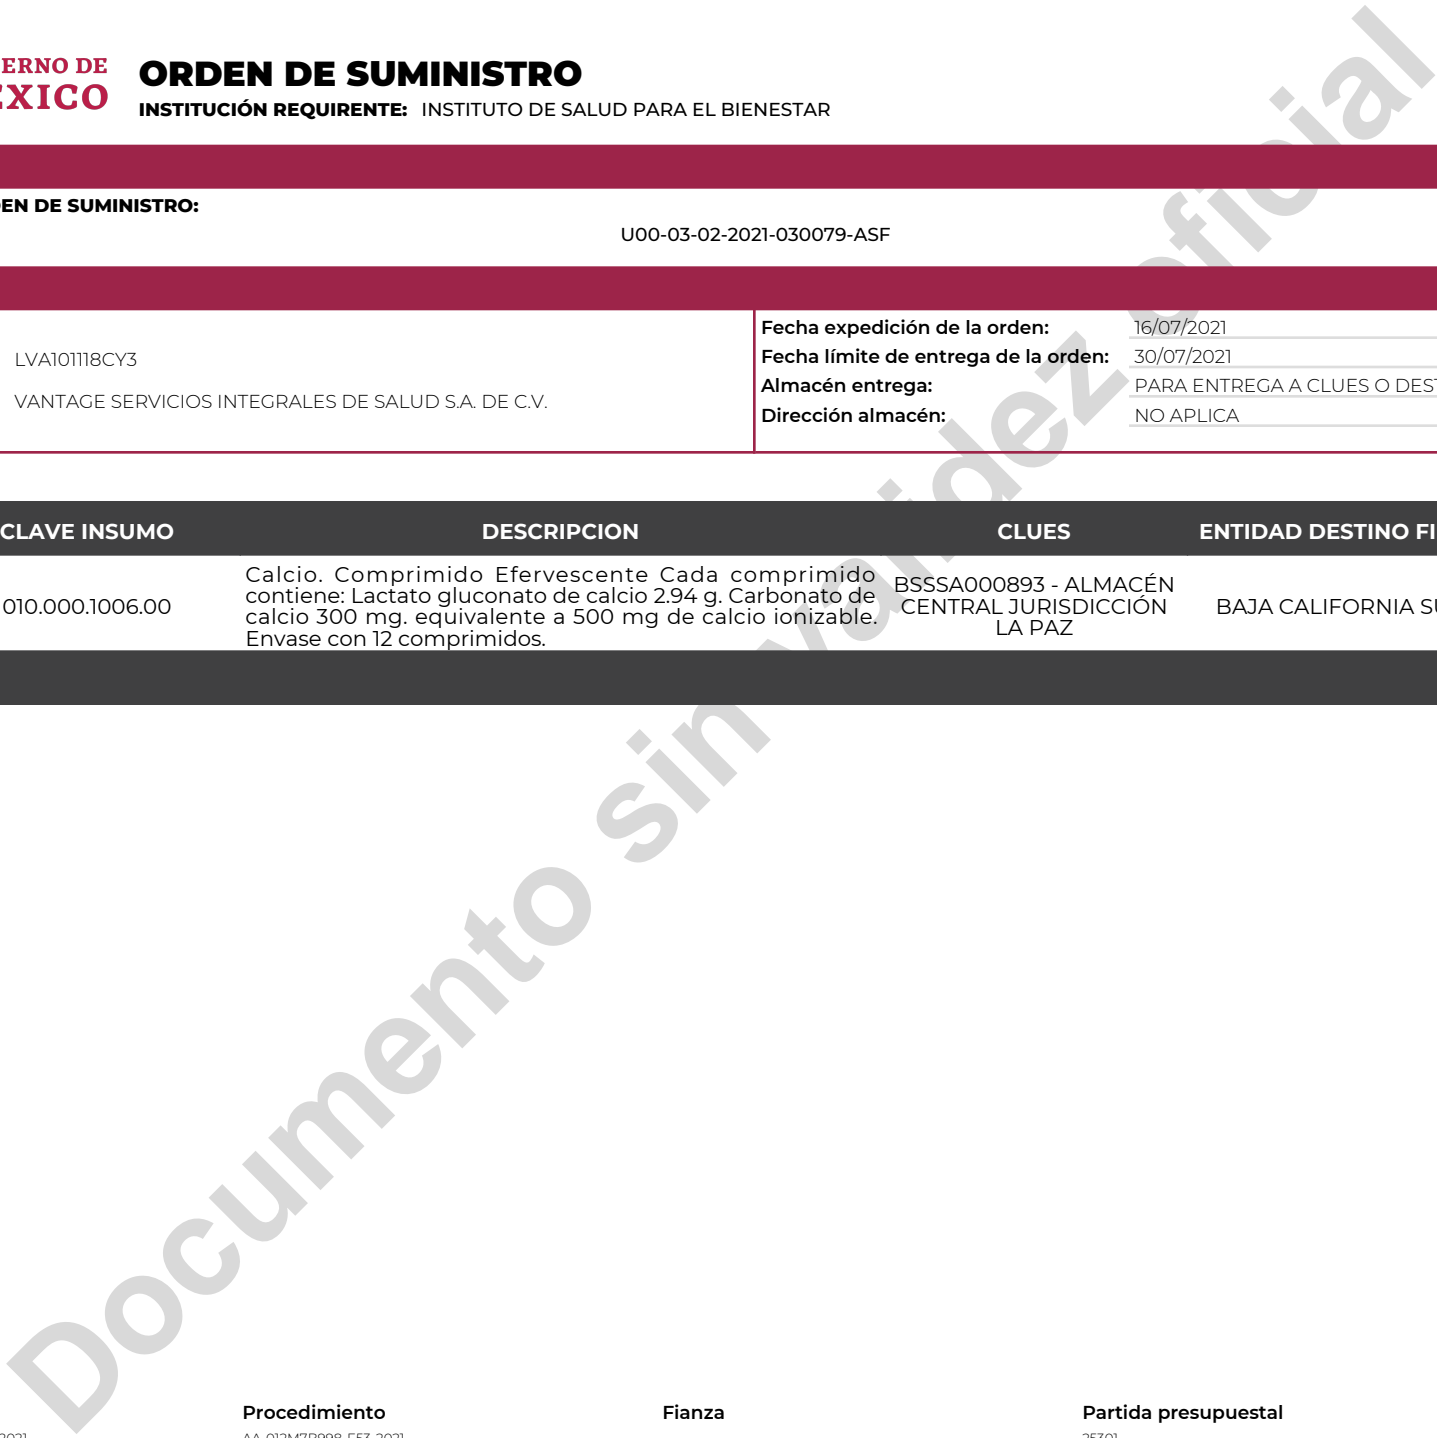 ERNO DE
ORDEN DE SUMINISTRO
EXICO
INSTITUCIÓN REQUIRENTE: INSTITUTO DE SALUD PARA EL BIENESTAR
EN DE SUMINISTRO:
U00-03-02-2021-030079-ASF
LVA101118CY3
VANTAGE SERVICIOS INTEGRALES DE SALUD S.A. DE C.V.
Fecha expedición de la orden: 16/07/2021
Fecha límite de entrega de la orden: 30/07/2021
Almacén entrega: PARA ENTREGA A CLUES O DEST
Dirección almacén: NO APLICA
CLAVE INSUMO DESCRIPCION CLUES ENTIDAD DESTINO FI
010.000.1006.00
Calcio. Comprimido Efervescente Cada comprimido
contiene: Lactato gluconato de calcio 2.94 g. Carbonato de
calcio 300 mg. equivalente a 500 mg de calcio ionizable.
Envase con 12 comprimidos.
BSSSA000893 - ALMACÉN
CENTRAL JURISDICCIÓN
LA PAZ
BAJA CALIFORNIA SU
Documento sin validez oficial
Procedimiento Fianza Partida presupuestal